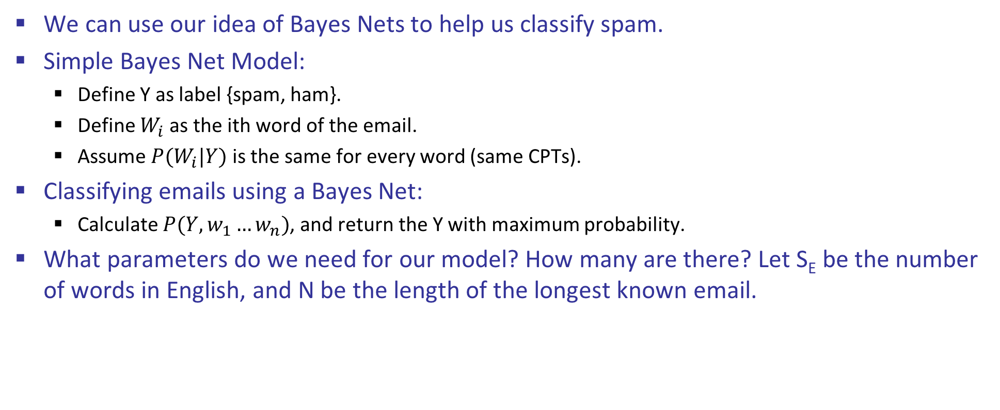 ▪ We can use our idea of Bayes Nets to help us classify spam.
▪ Simple Bayes Net Model:
▪ Define Y as label {spam, ham}.
▪ Define $W_i$ as the ith word of the email.
▪ Assume $P(W_i|Y)$ is the same for every word (same CPTs).
▪ Classifying emails using a Bayes Net:
▪ Calculate $P(Y, w_1 \ldots w_n)$, and return the Y with maximum probability.
▪ What parameters do we need for our model? How many are there? Let $S_E$ be the number
of words in English, and N be the length of the longest known email.